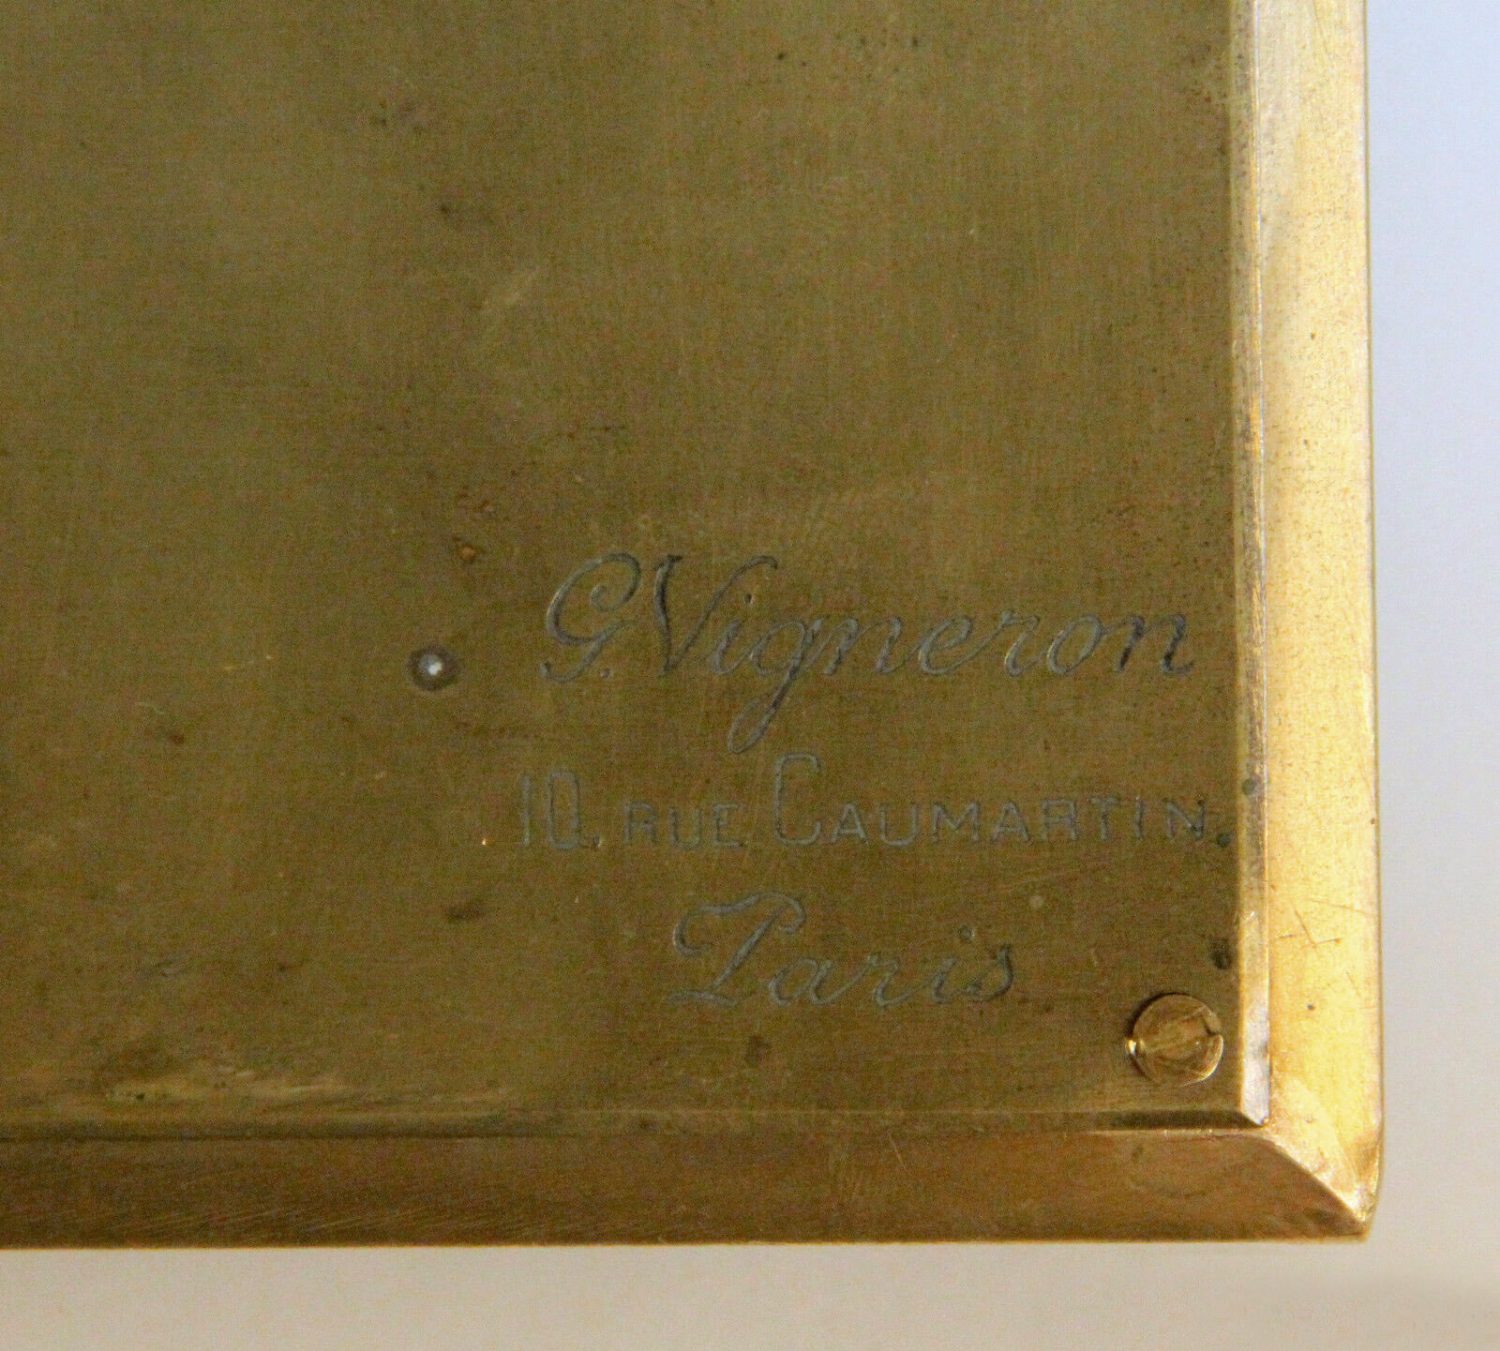 G. Vigneron
10, RUE CAUMARTIN.
Paris